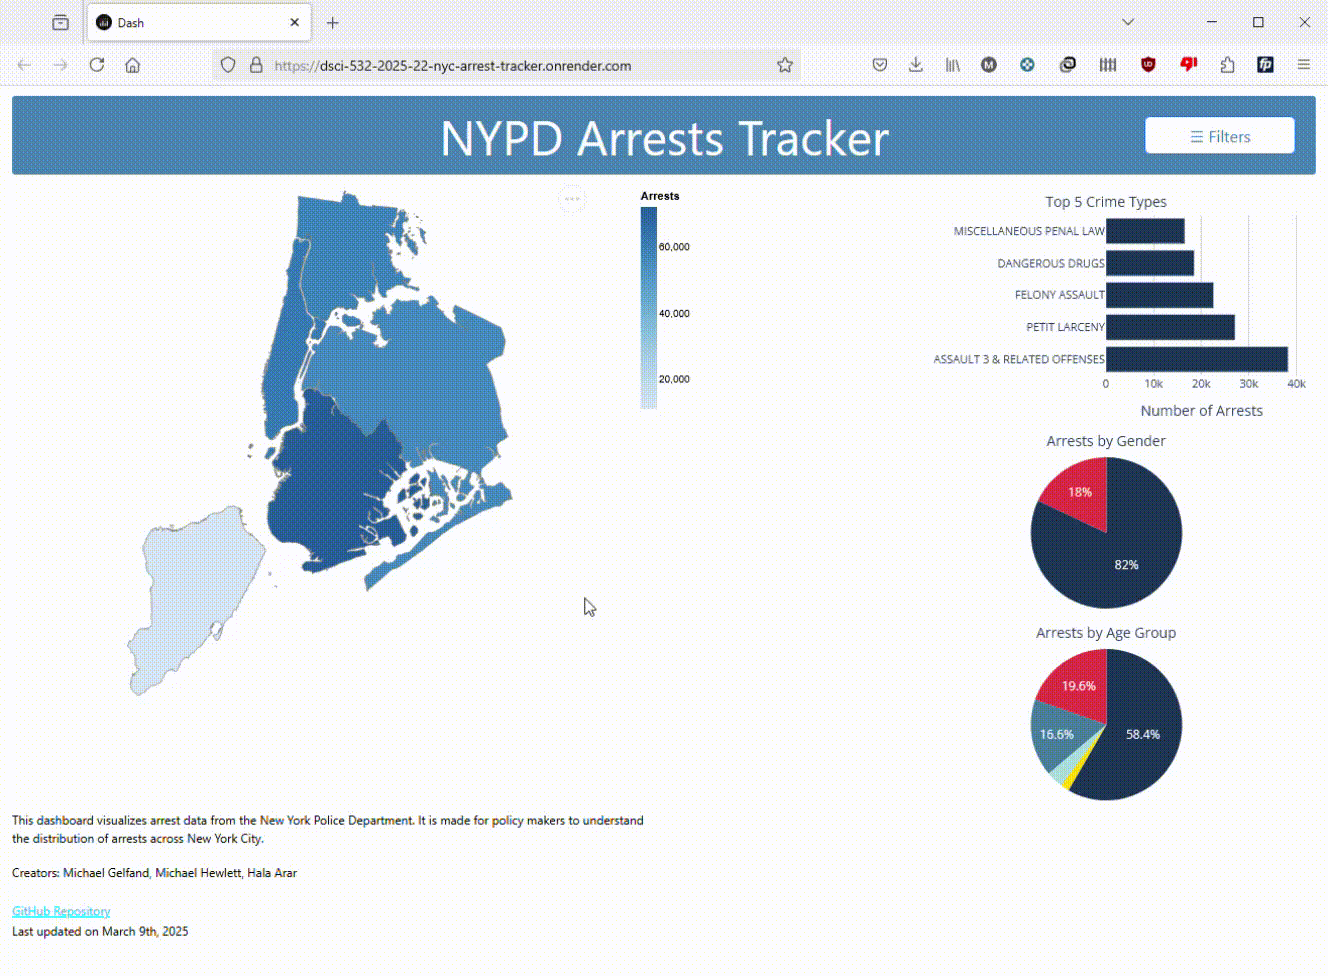 Dash
https://dsci-532-2025-22-nyc-arrest-tracker.onrender.com
NYPD Arrests Tracker
☰ Filters
Arrests
60,000
40,000
20,000
Top 5 Crime Types
MISCELLANEOUS PENAL LAW
DANGEROUS DRUGS
FELONY ASSAULT
PETIT LARCENY
ASSAULT 3 & RELATED OFFENSES
0 10k 20k 30k 40k
Number of Arrests
Arrests by Gender
18%
82%
Arrests by Age Group
19.6%
16.6%
58.4%
This dashboard visualizes arrest data from the New York Police Department. It is made for policy makers to understand
the distribution of arrests across New York City.
Creators: Michael Gelfand, Michael Hewlett, Hala Arar
GitHub Repository
Last updated on March 9th, 2025